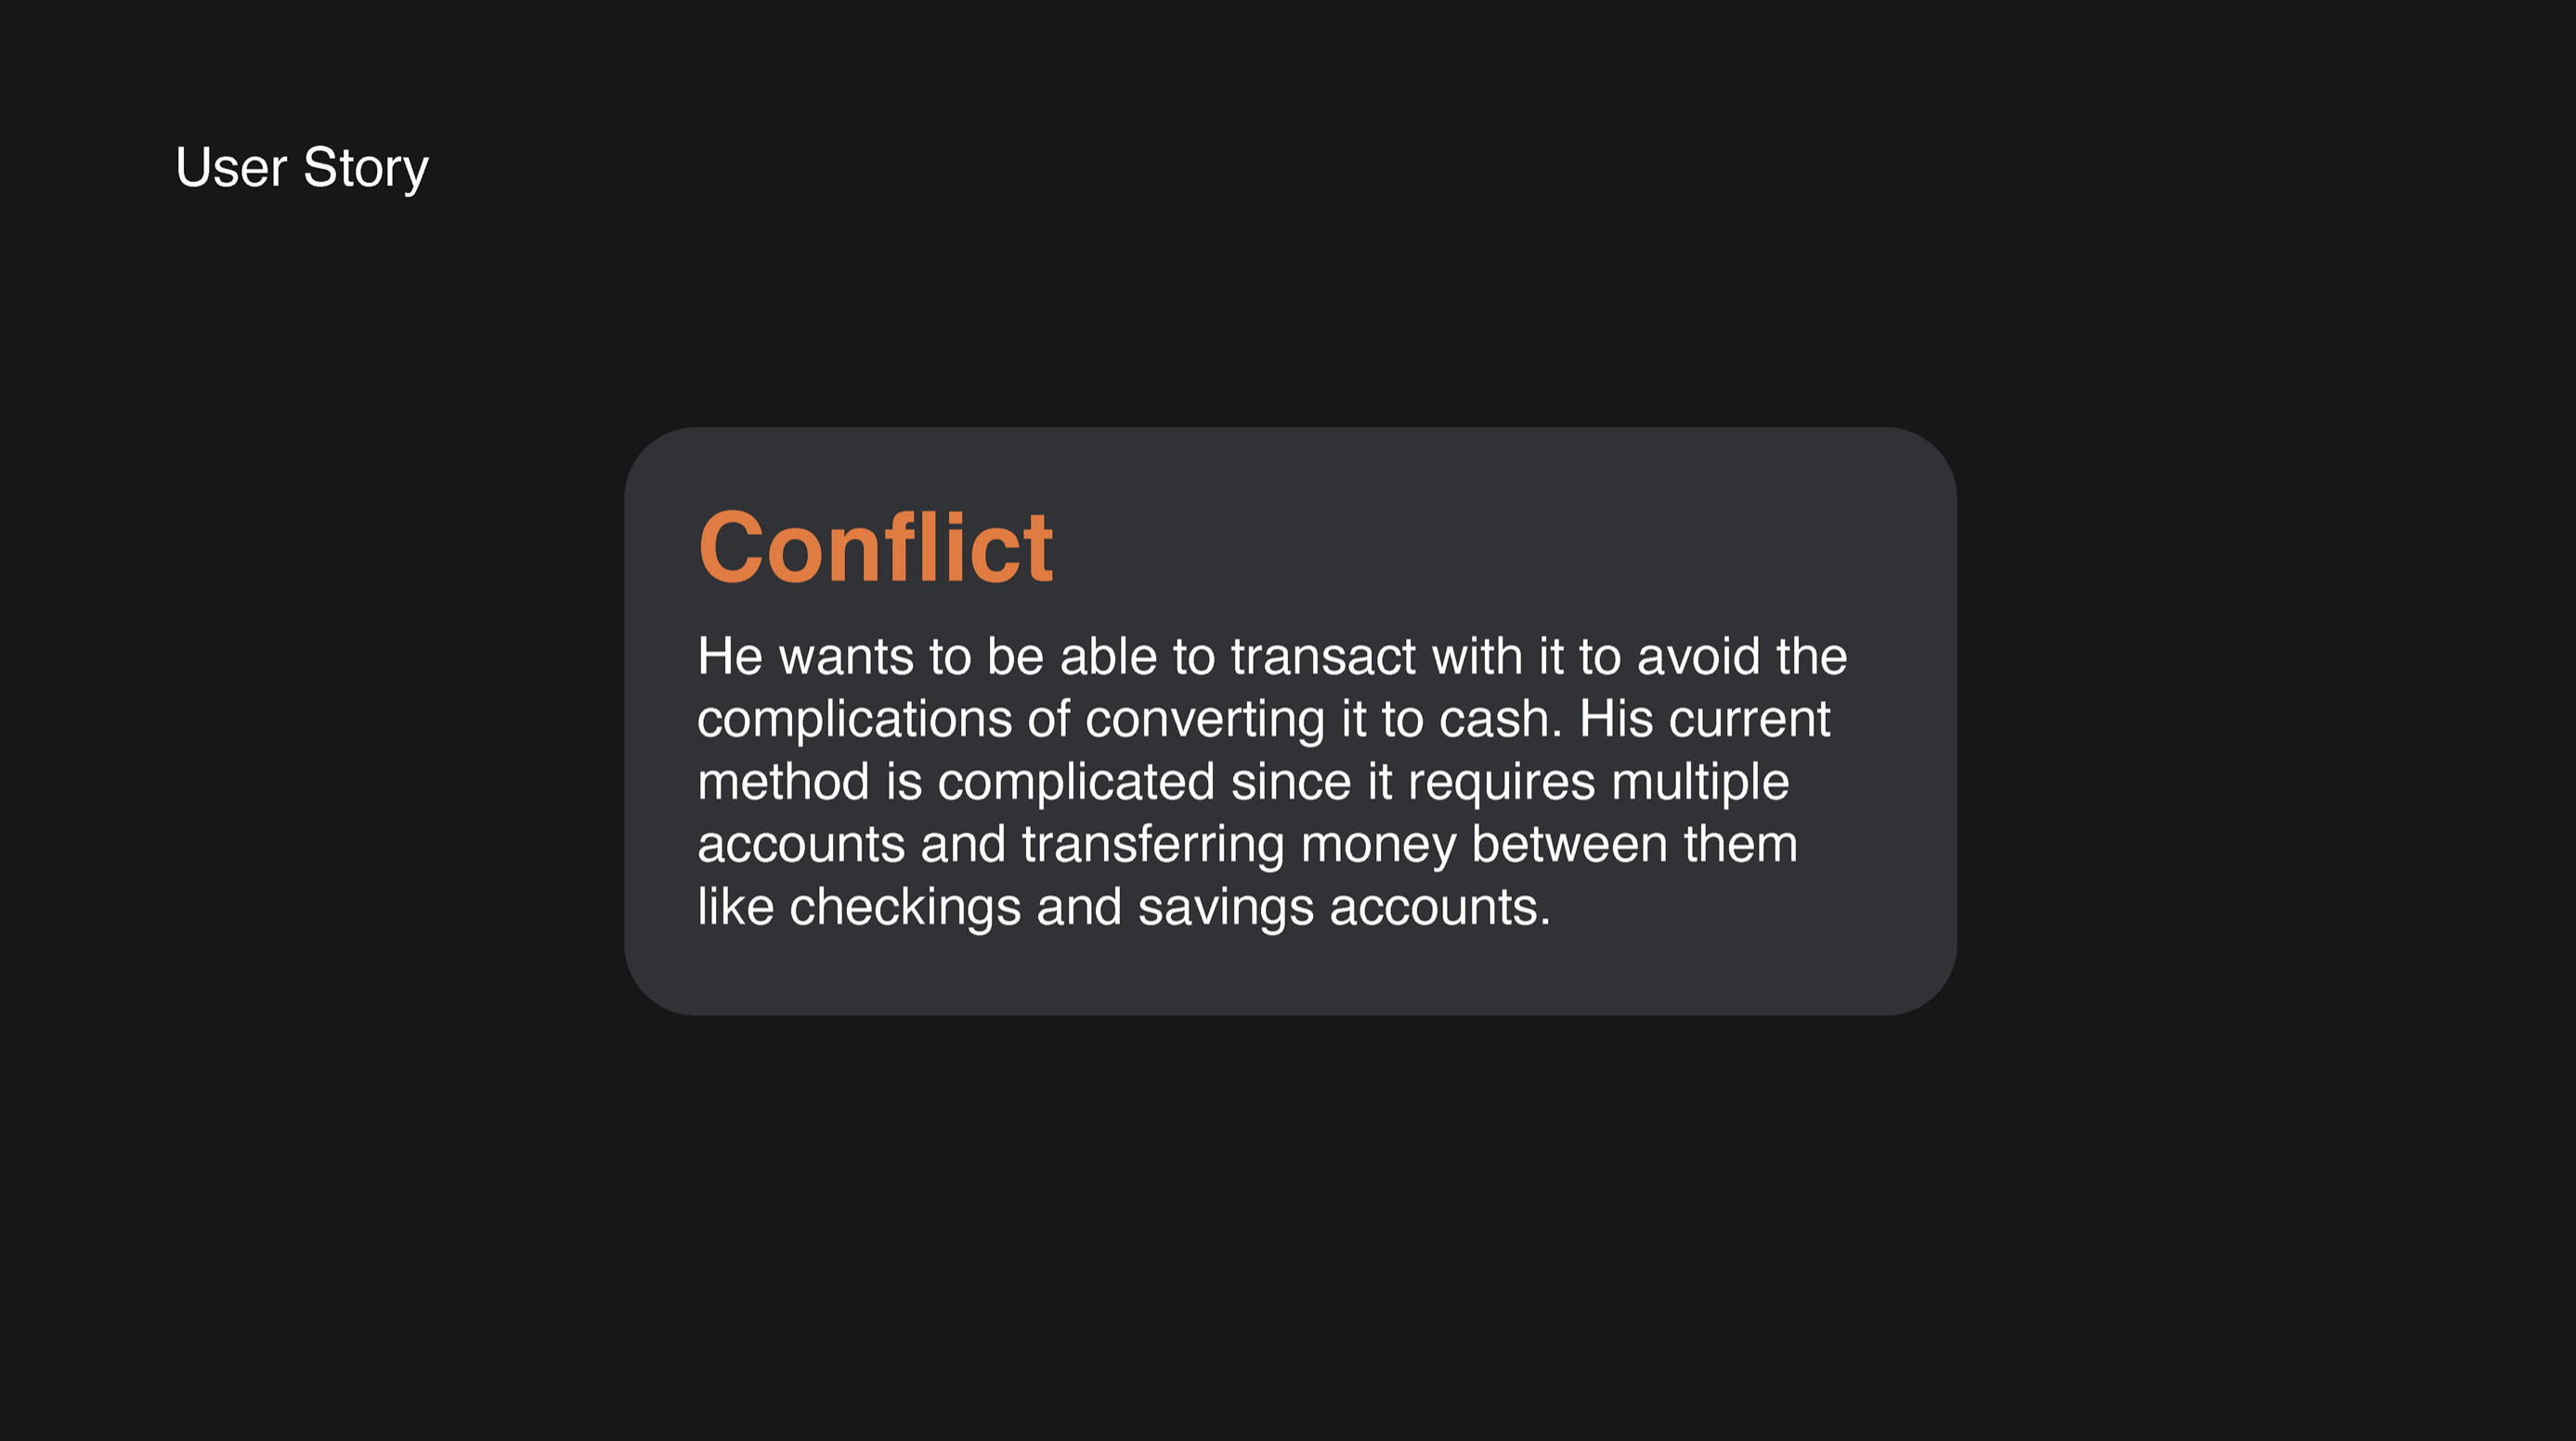 User Story
Conflict
He wants to be able to transact with it to avoid the
complications of converting it to cash. His current
method is complicated since it requires multiple
accounts and transferring money between them
like checkings and savings accounts.